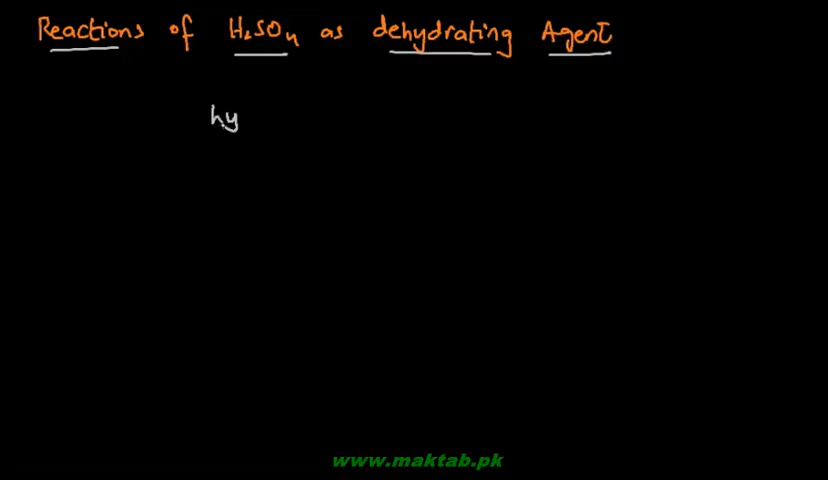 Reactions of H₂SO₄ as dehydrating Agent
hy
www.maktab.pk